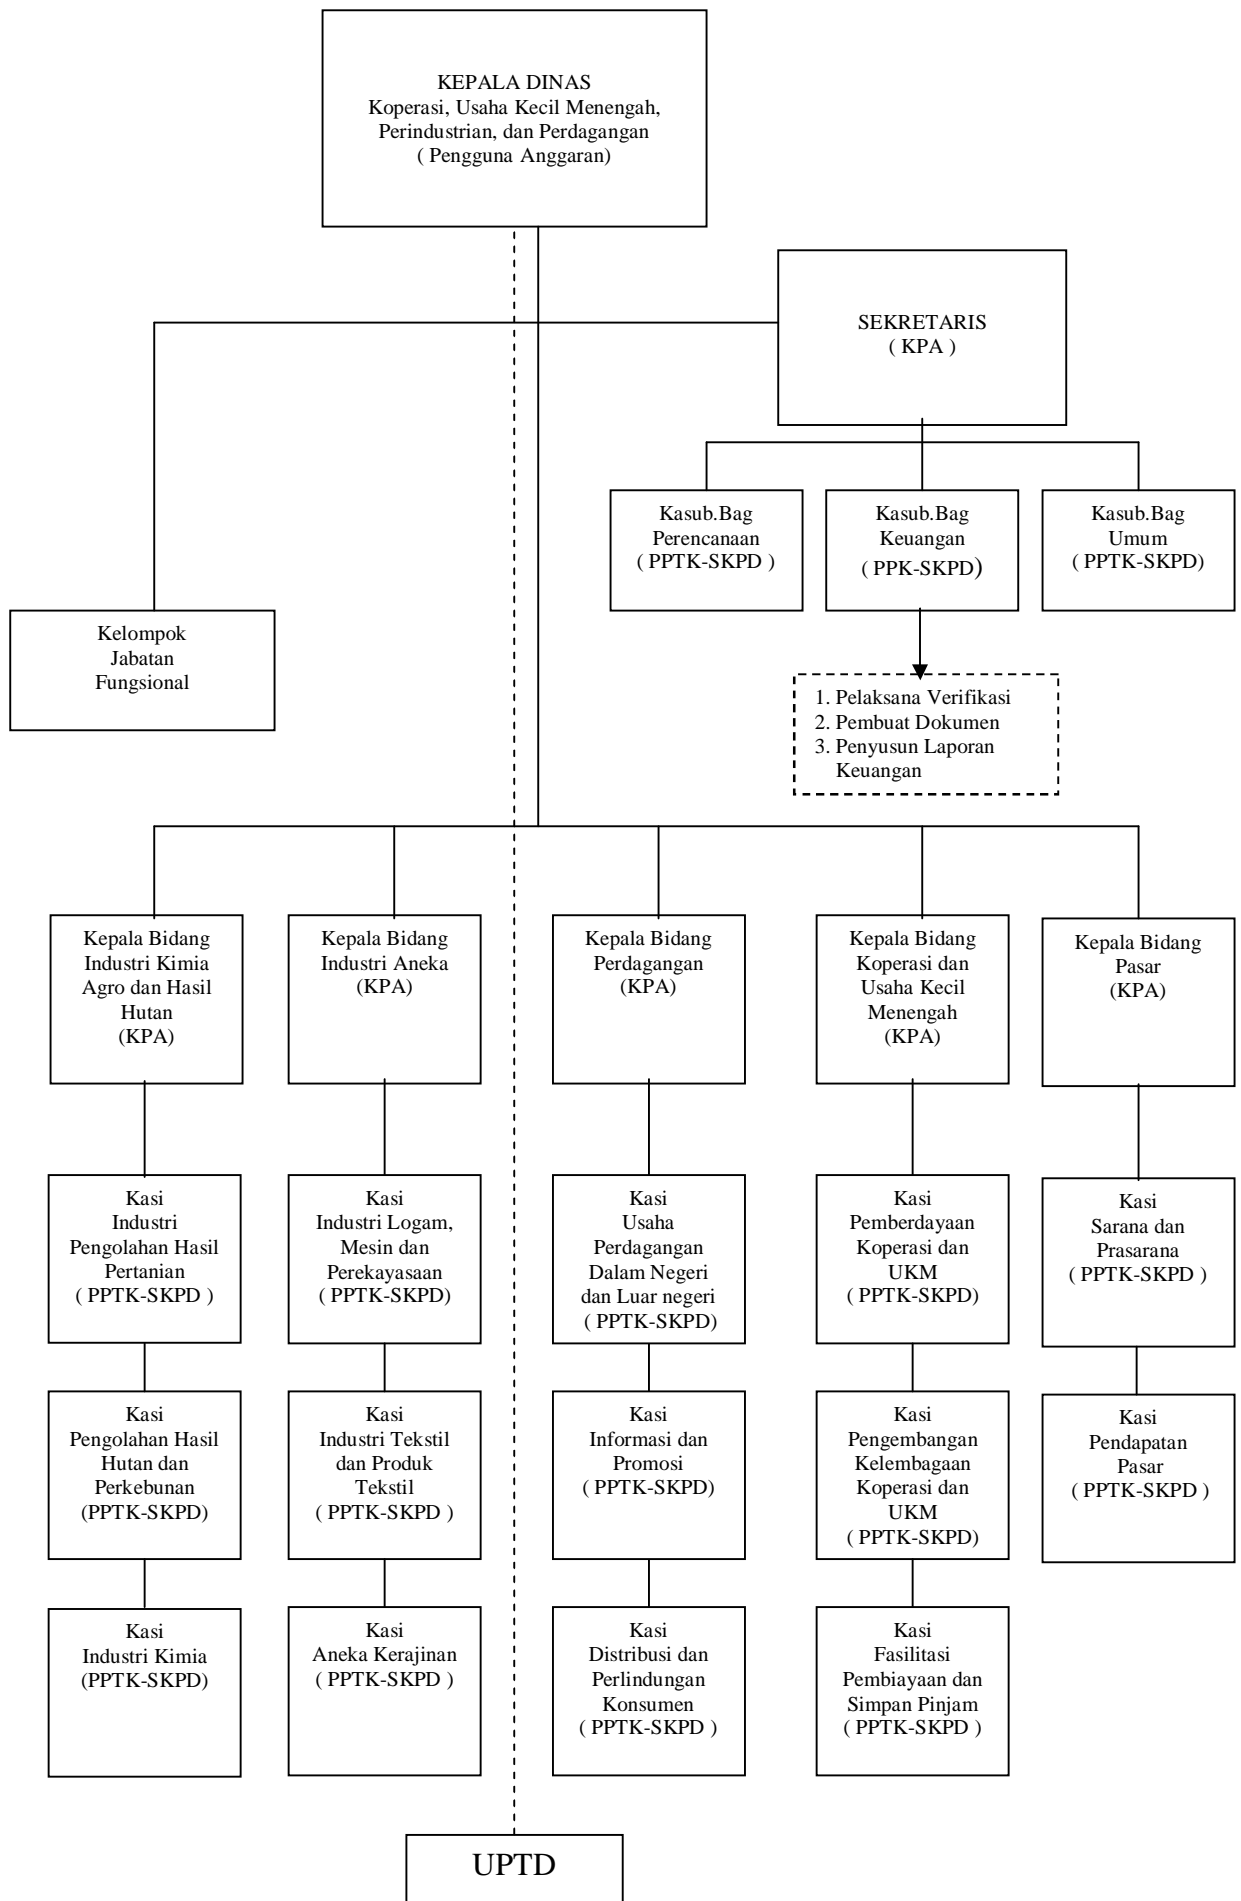 KEPALA DINAS
Koperasi, Usaha Kecil Menengah,
Perindustrian, dan Perdagangan
( Pengguna Anggaran)
SEKRETARIS
( KPA )
Kasub.Bag
Perencanaan
( PPTK-SKPD )
Kasub.Bag
Keuangan
( PPK-SKPD)
Kasub.Bag
Umum
( PPTK-SKPD)
Kelompok
Jabatan
Fungsional
1. Pelaksana Verifikasi
2. Pembuat Dokumen
3. Penyusun Laporan
Keuangan
Kepala Bidang
Industri Kimia
Agro dan Hasil
Hutan
(KPA)
Kepala Bidang
Industri Aneka
(KPA)
Kepala Bidang
Perdagangan
(KPA)
Kepala Bidang
Koperasi dan
Usaha Kecil
Menengah
(KPA)
Kepala Bidang
Pasar
(KPA)
Kasi
Industri
Pengolahan Hasil
Pertanian
( PPTK-SKPD )
Kasi
Industri Logam,
Mesin dan
Perekayasaan
( PPTK-SKPD)
Kasi
Usaha
Perdagangan
Dalam Negeri
dan Luar negeri
( PPTK-SKPD)
Kasi
Pemberdayaan
Koperasi dan
UKM
( PPTK-SKPD)
Kasi
Sarana dan
Prasarana
( PPTK-SKPD )
Kasi
Pengolahan Hasil
Hutan dan
Perkebunan
(PPTK-SKPD)
Kasi
Industri Tekstil
dan Produk
Tekstil
( PPTK-SKPD )
Kasi
Informasi dan
Promosi
( PPTK-SKPD)
Kasi
Pengembangan
Kelembagaan
Koperasi dan
UKM
( PPTK-SKPD)
Kasi
Pendapatan
Pasar
( PPTK-SKPD )
Kasi
Industri Kimia
(PPTK-SKPD)
Kasi
Aneka Kerajinan
( PPTK-SKPD )
Kasi
Distribusi dan
Perlindungan
Konsumen
( PPTK-SKPD )
Kasi
Fasilitasi
Pembiayaan dan
Simpan Pinjam
( PPTK-SKPD )
UPTD